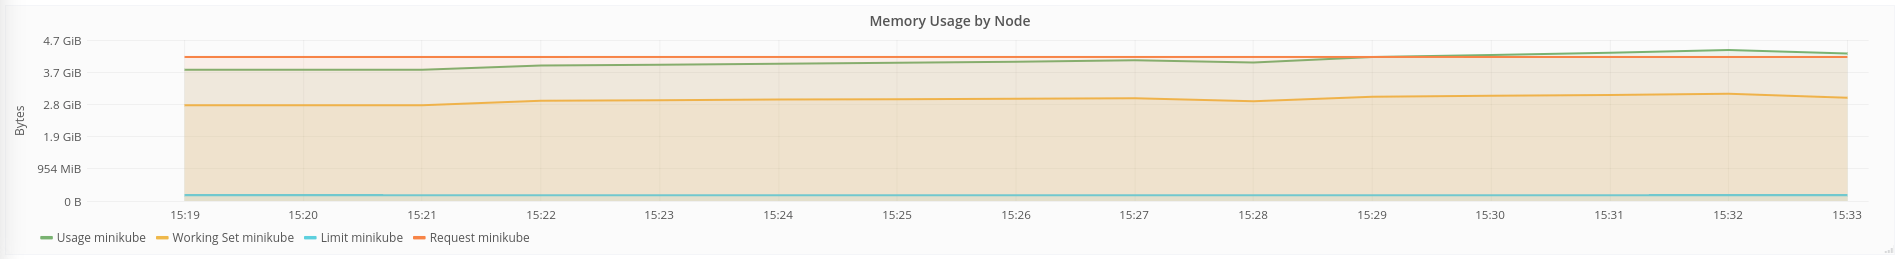 Memory Usage by Node
Bytes
4.7 GiB
3.7 GiB
2.8 GiB
1.9 GiB
954 MiB
0 B
15:19 15:20 15:21 15:22 15:23 15:24 15:25 15:26 15:27 15:28 15:29 15:30 15:31 15:32 15:33
Usage minikube Working Set minikube Limit minikube Request minikube